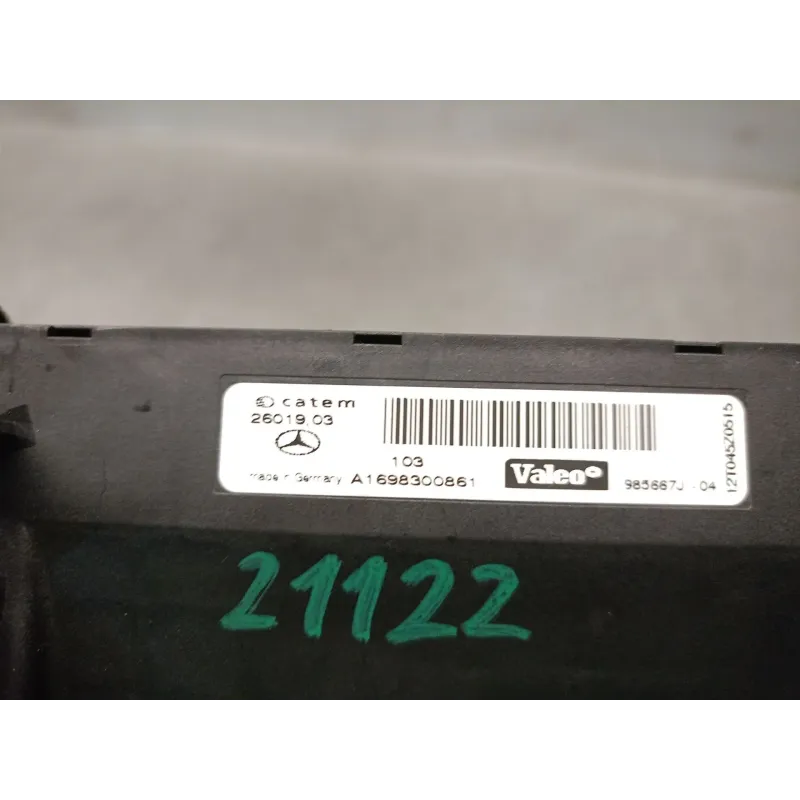 catem
26019,03
103
made in Germany A1698300861
Valeo
985667J - 04
12T045Z0515
21122